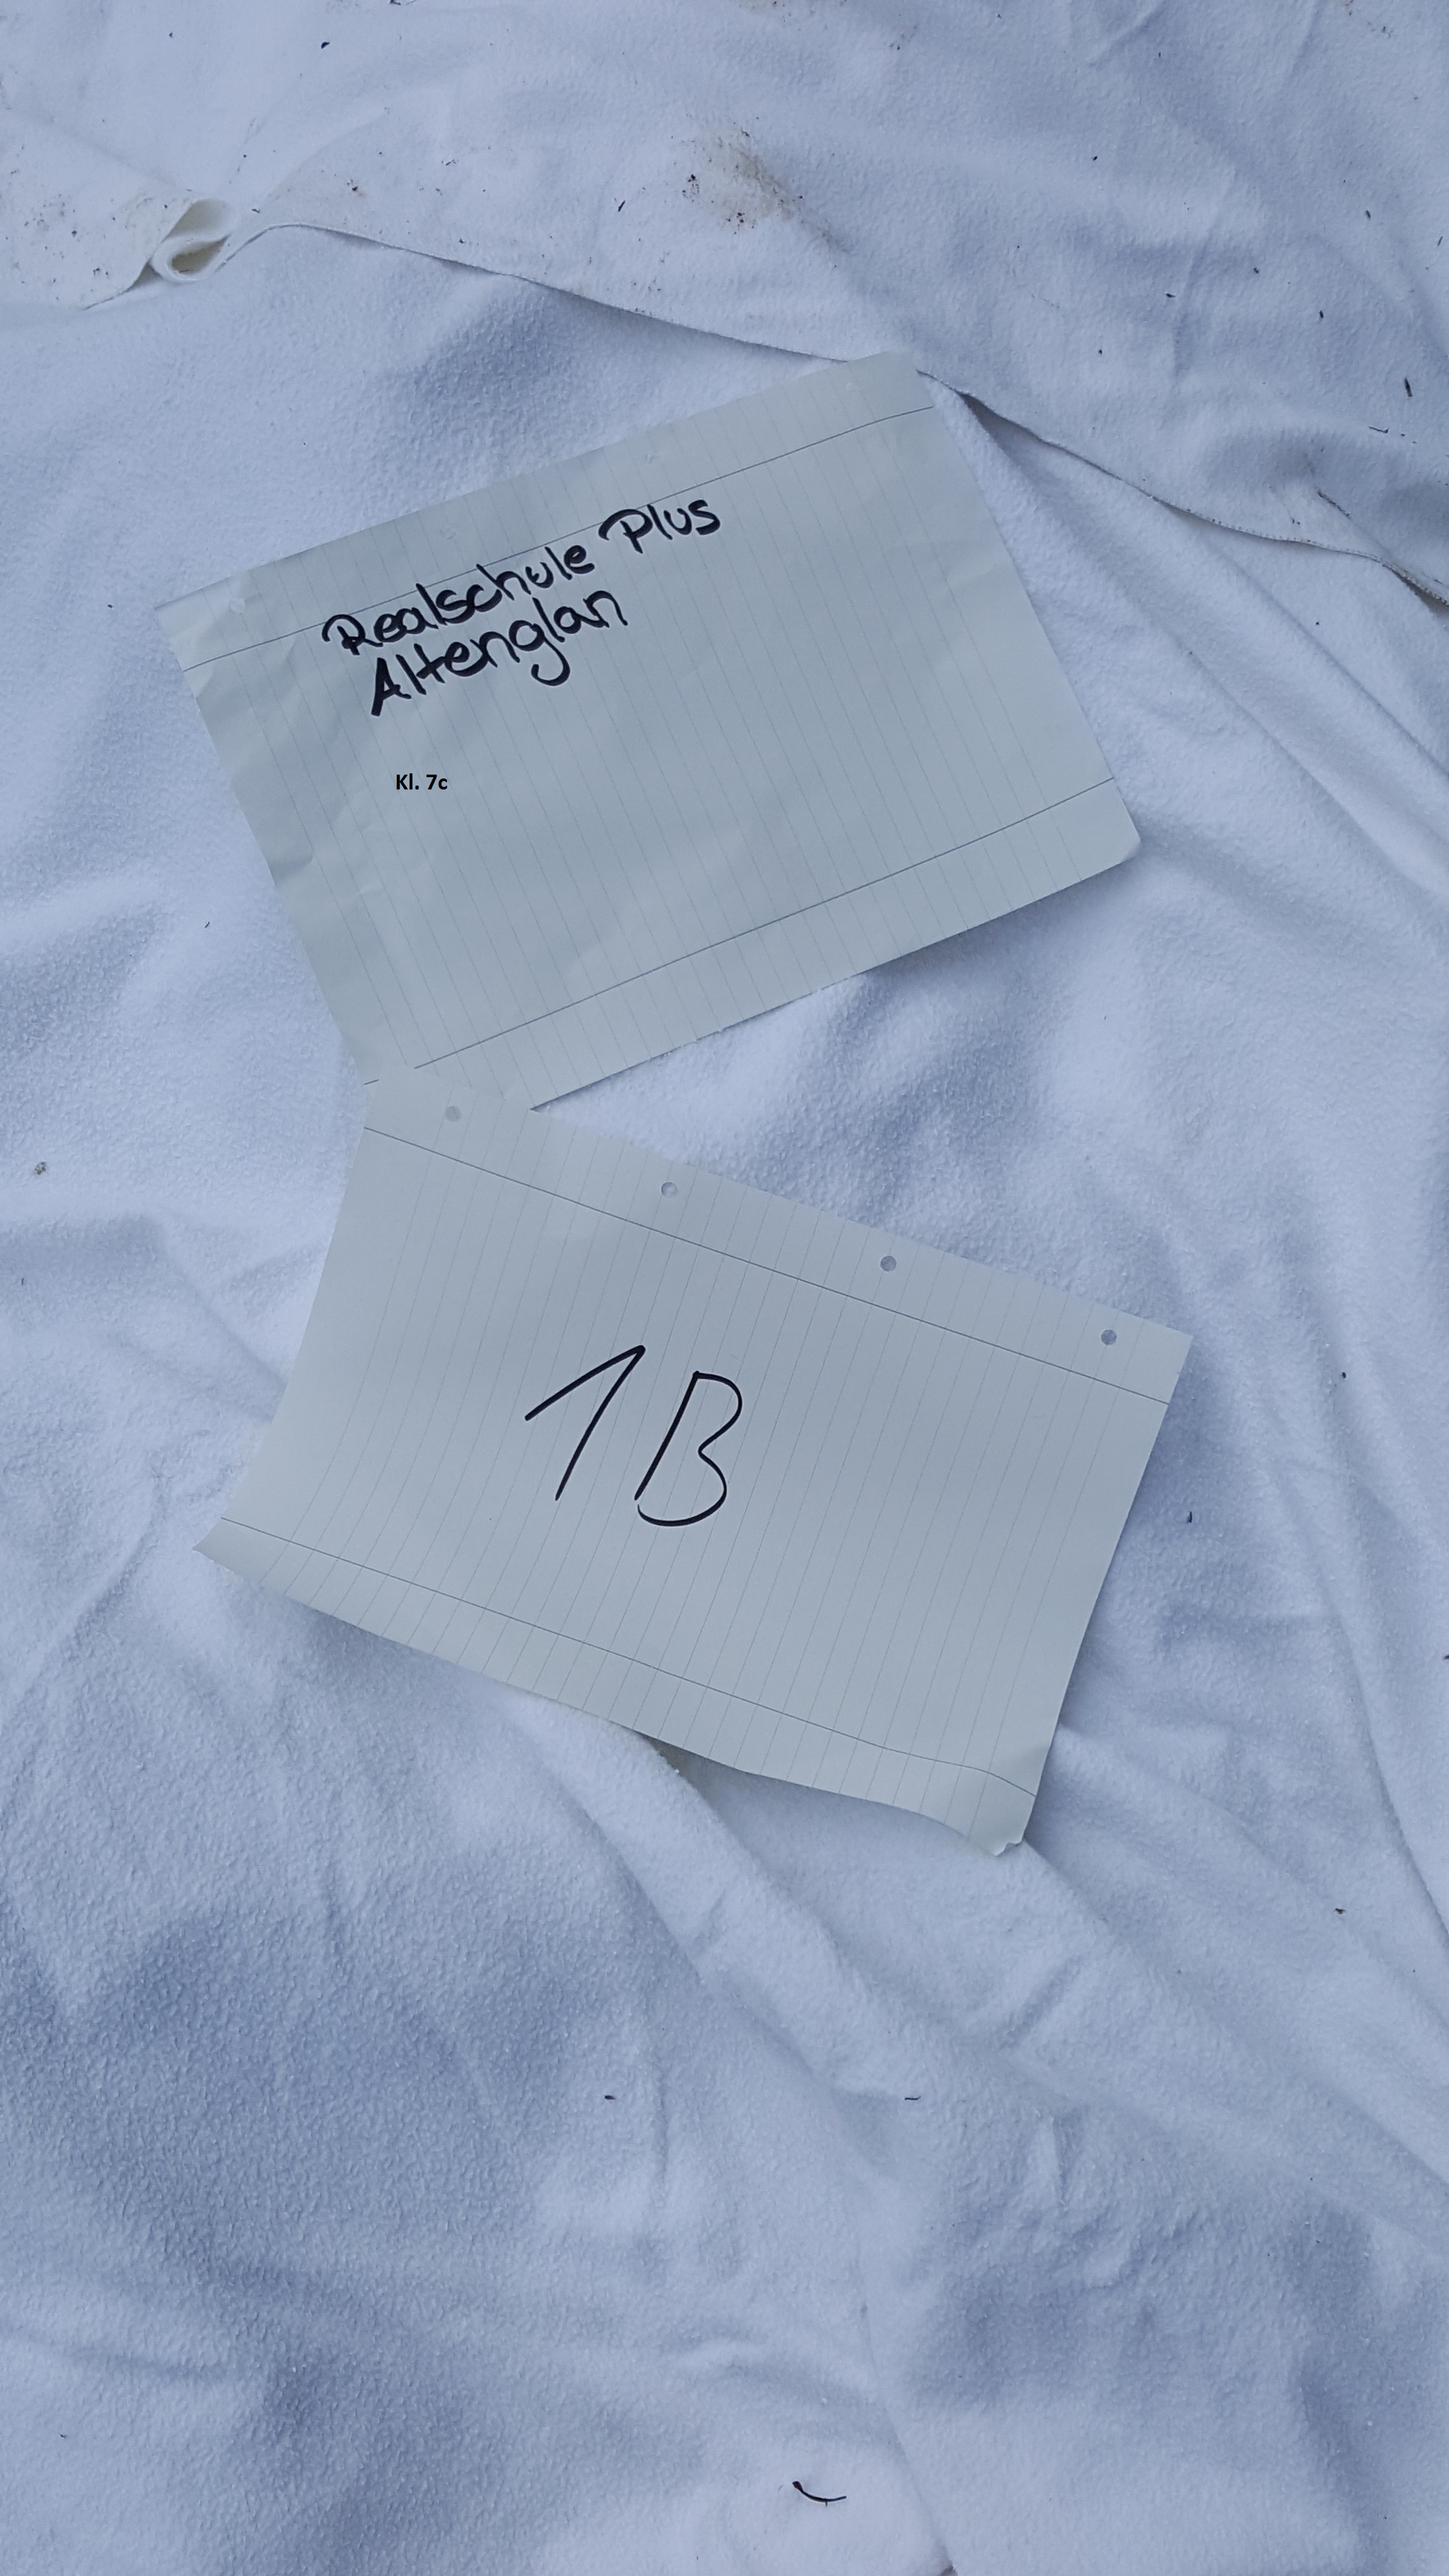 Realschule Plus
Altenglan
Kl. 7c
1B